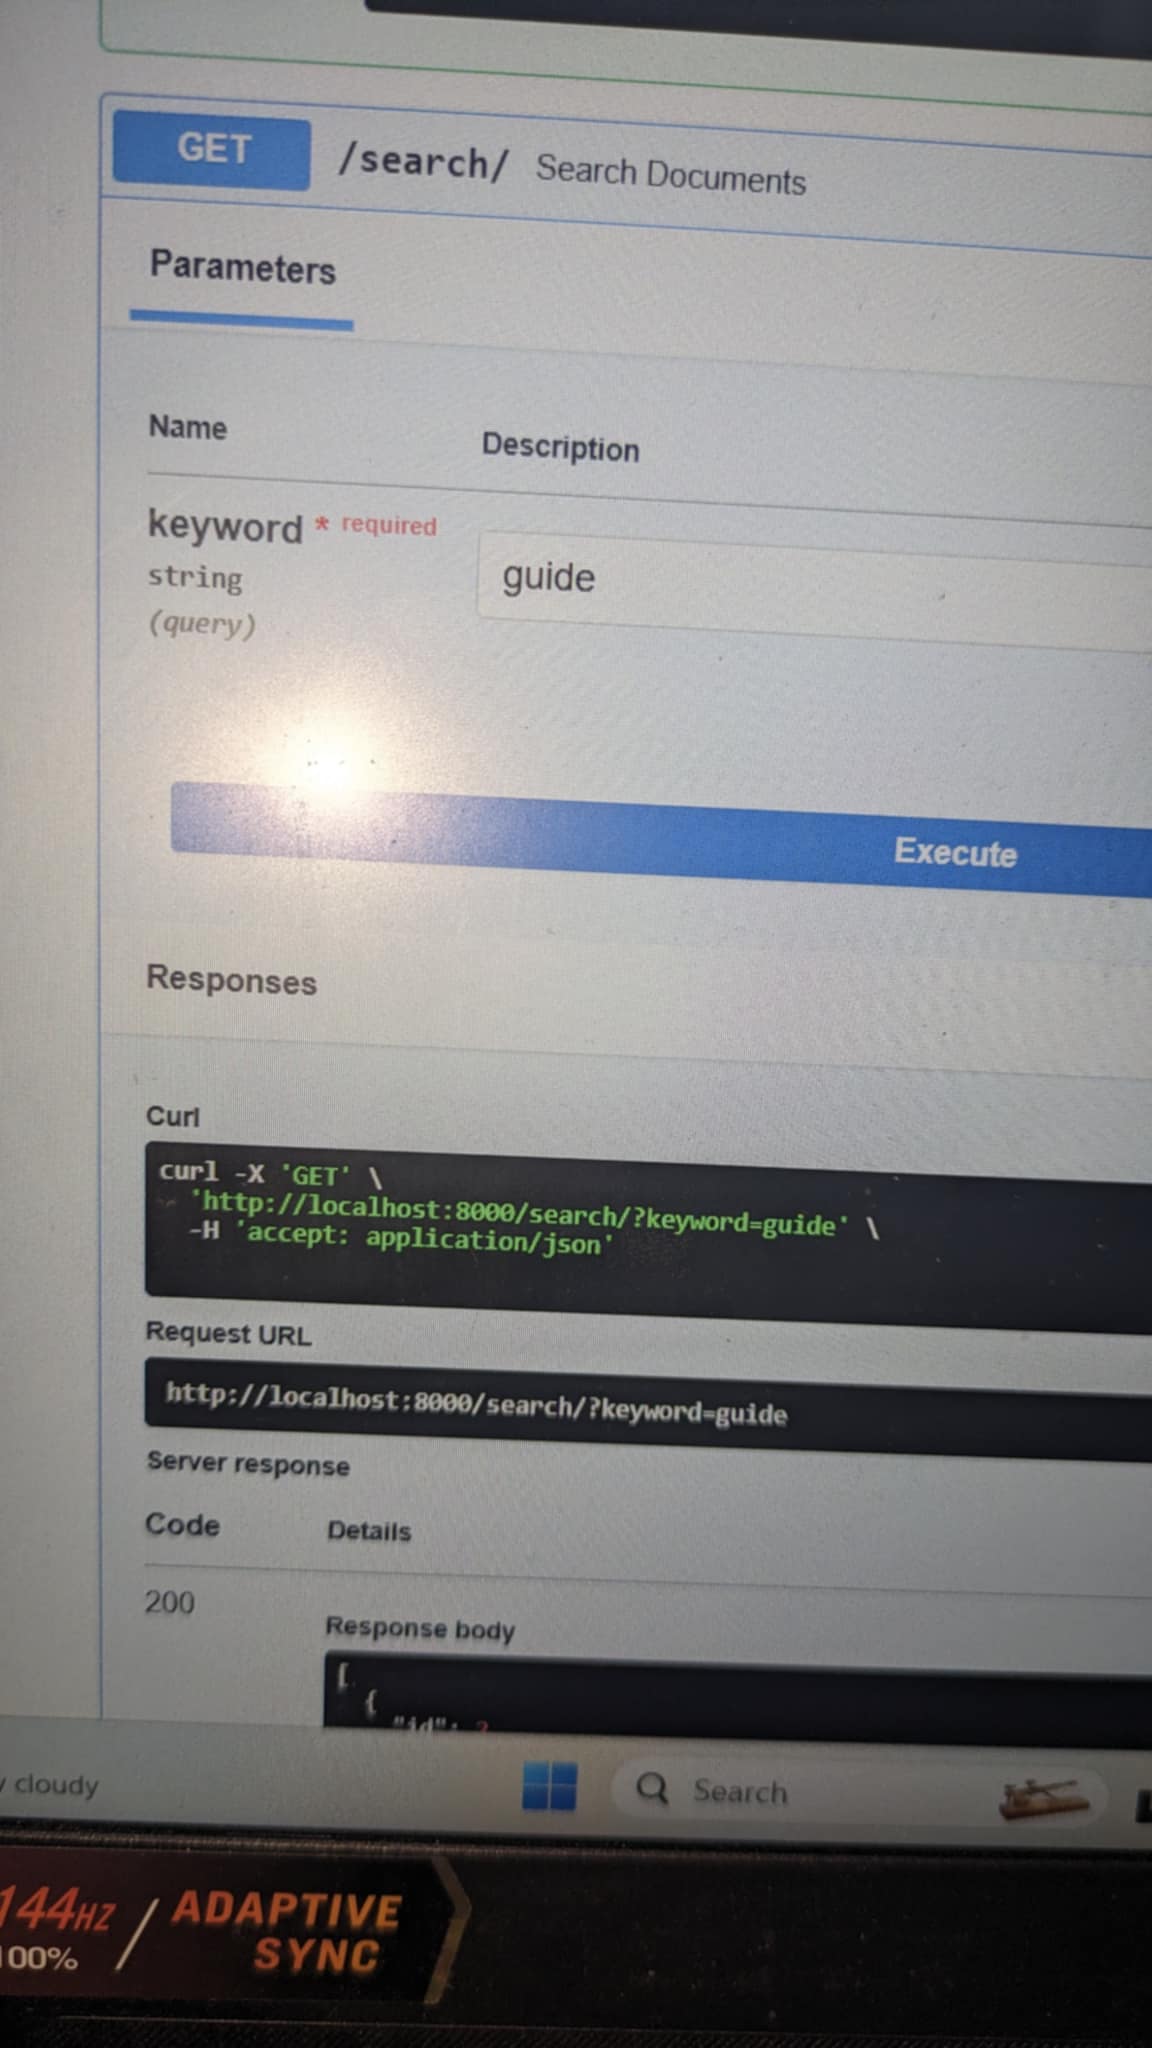 GET /search/ Search Documents
Parameters
Name Description
keyword * required
string
(query)
guide
Execute
Responses
Curl
curl -X 'GET' \
'http://localhost:8000/search/?keyword=guide' \
-H 'accept: application/json'
Request URL
http://localhost:8000/search/?keyword=guide
Server response
Code Details
200
Response body
[
{
"id":
cloudy
Search
144HZ / ADAPTIVE
100% SYNC